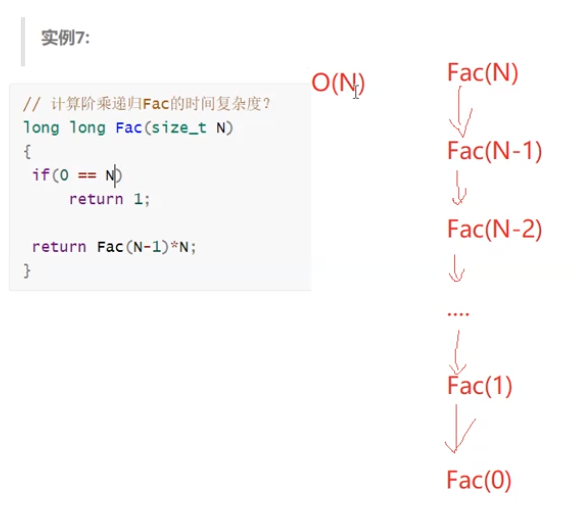 实例7:
// 计算阶乘递归Fac的时间复杂度?
long long Fac(size_t N)
{
if(0 == N)
return 1;
return Fac(N-1)*N;
}
O(N)
Fac(N)
Fac(N-1)
Fac(N-2)
....
Fac(1)
Fac(0)